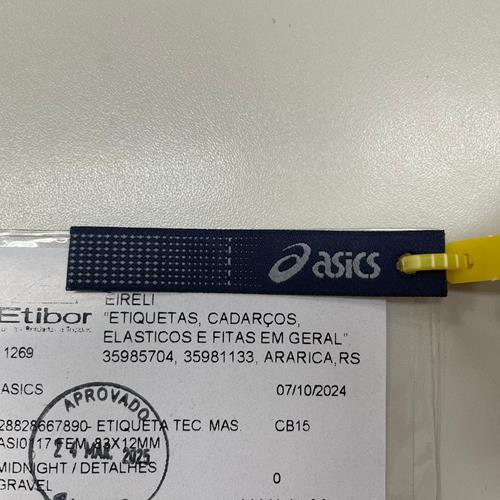 asics
Etibor
EIRELI
"ETIQUETAS, CADARÇOS,
ELASTICOS E FITAS EM GERAL"
1269
35985704, 35981133, ARARICA,RS
ASICS
07/10/2024
APROVADO
28828667890- ETIQUETA TEC. MAS.
CB15
FEM. 83X12MM
24 MAR. 2025
MIDNIGHT / DETALHES
GRAVEL
0